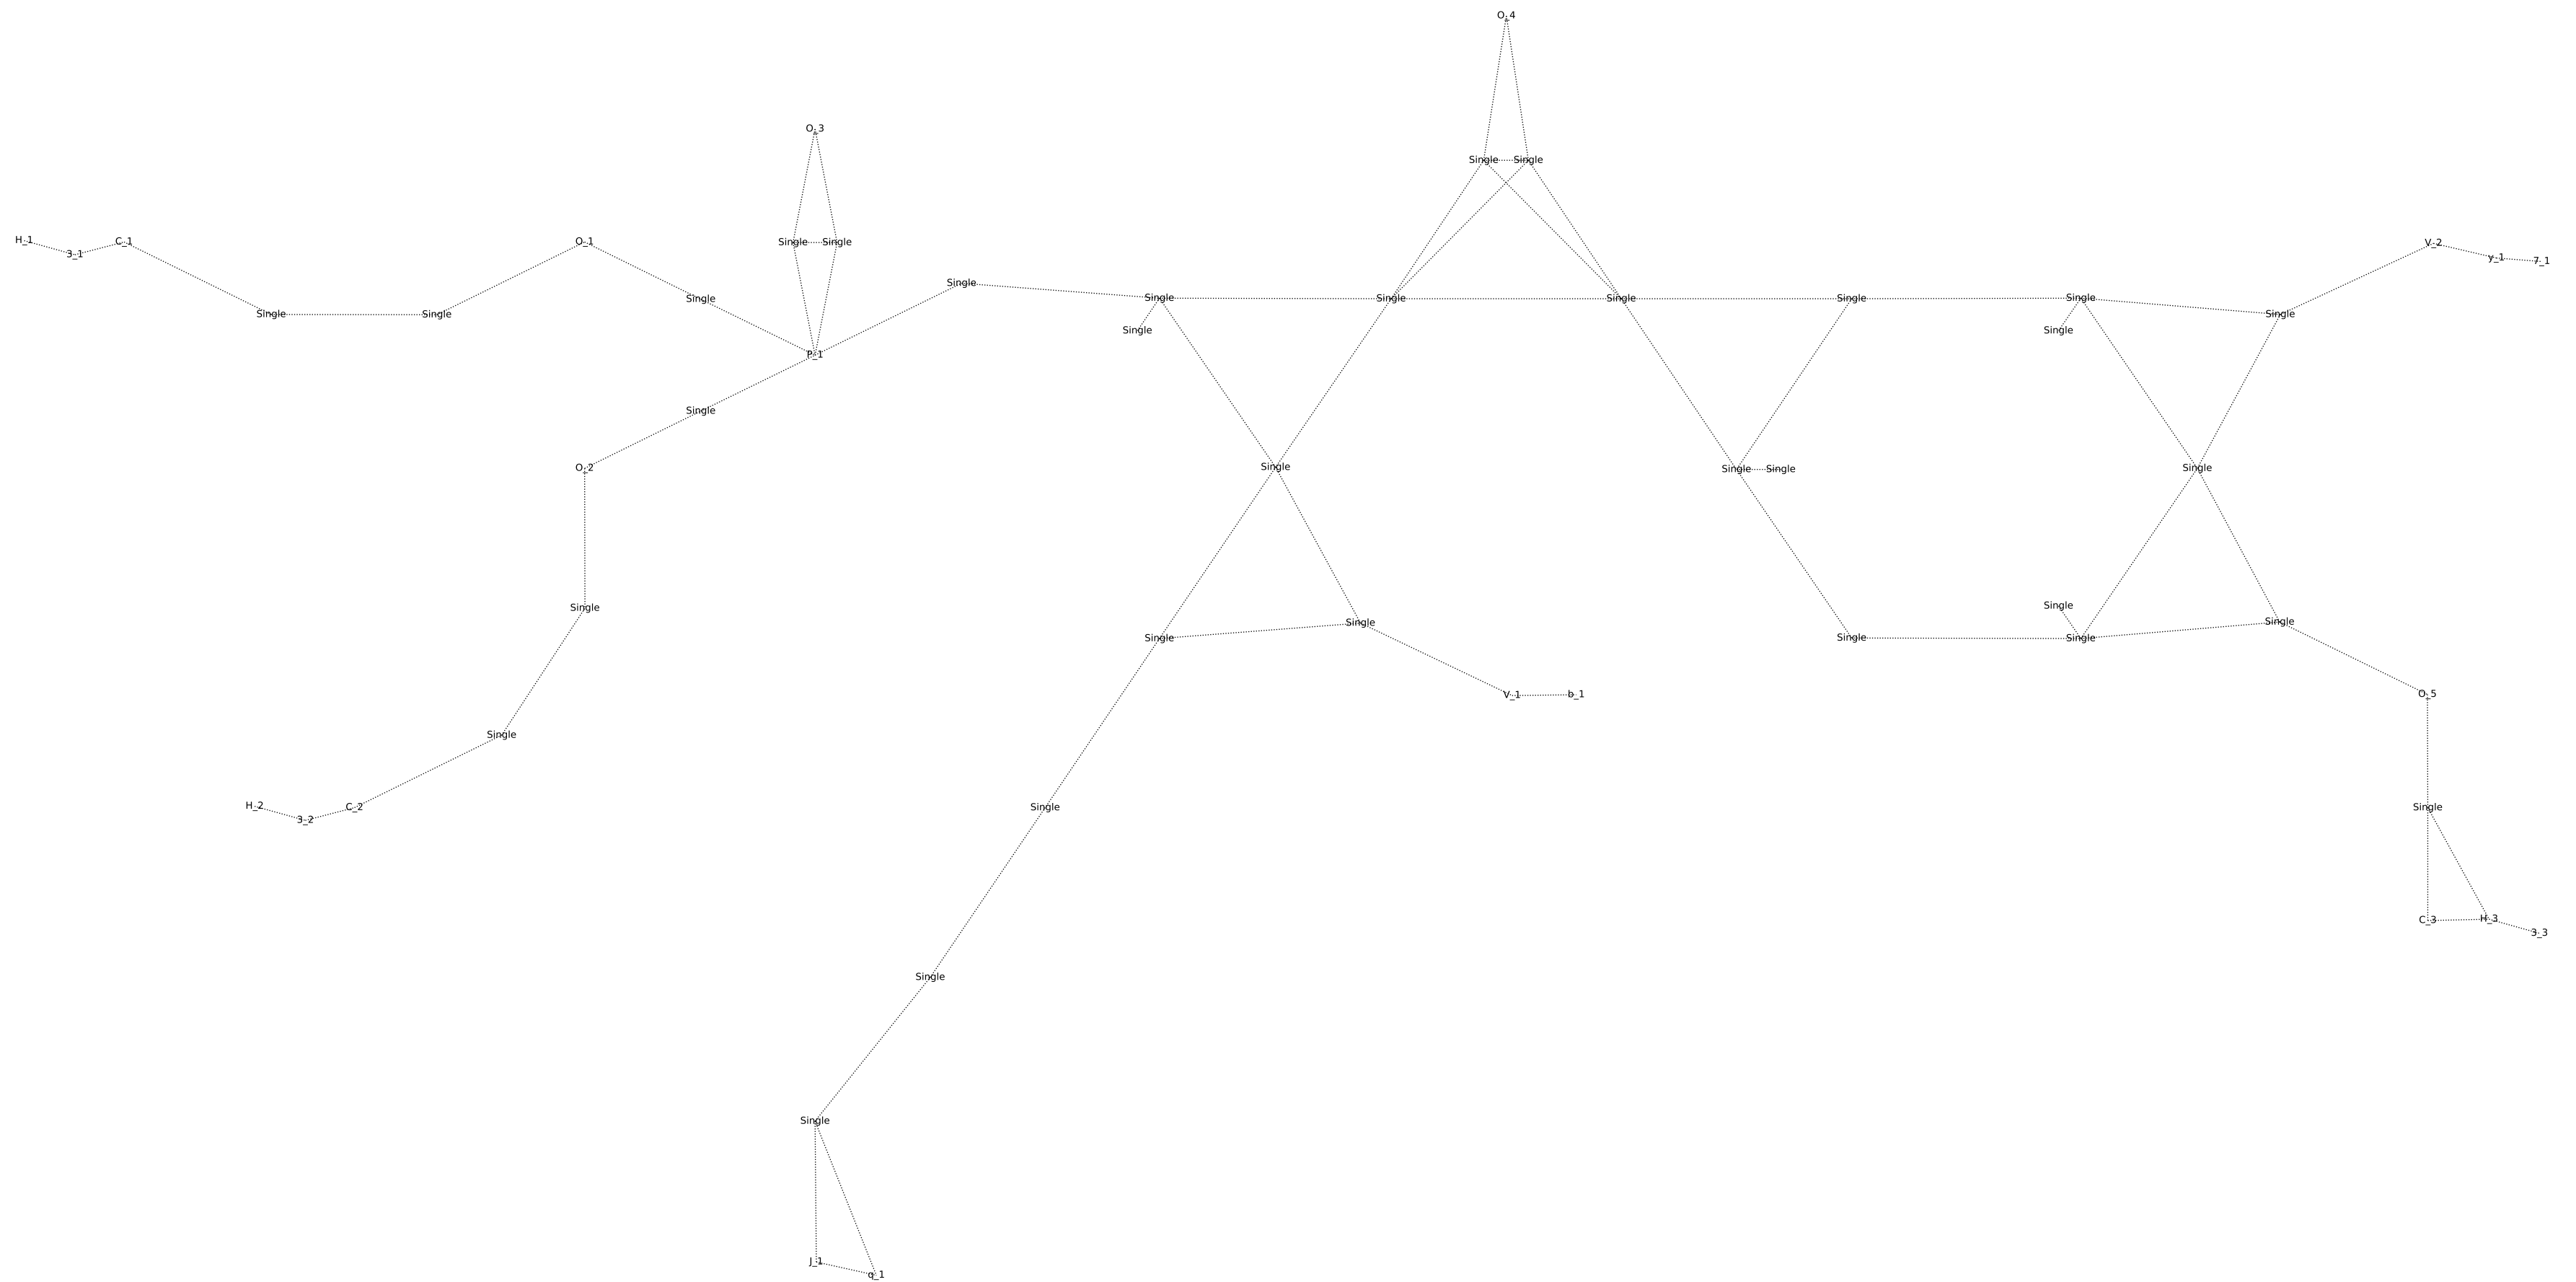 O_4
O_3
Single Single
H_1 3_1 C_1 O_1 Single Single V_2 y_1 7_1
Single
Single Single Single Single Single Single
Single Single Single
Single Single
P_1
Single
O_2 Single Single Single Single
Single Single
Single Single Single
Single Single Single
V_1 b_1 O_5
Single
H_2 3_2 C_2 Single Single
C_3 H_3 3_3
Single
Single
J_1 q_1